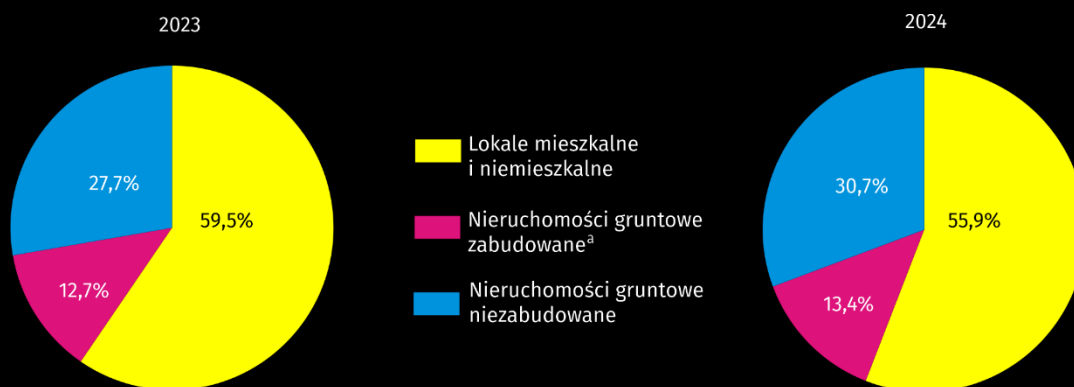 2023
27,7%
59,5%
12,7%
Lokale mieszkalne
i niemieszkalne
Nieruchomości gruntowe
zabudowaneᵃ
Nieruchomości gruntowe
niezabudowane
2024
30,7%
55,9%
13,4%